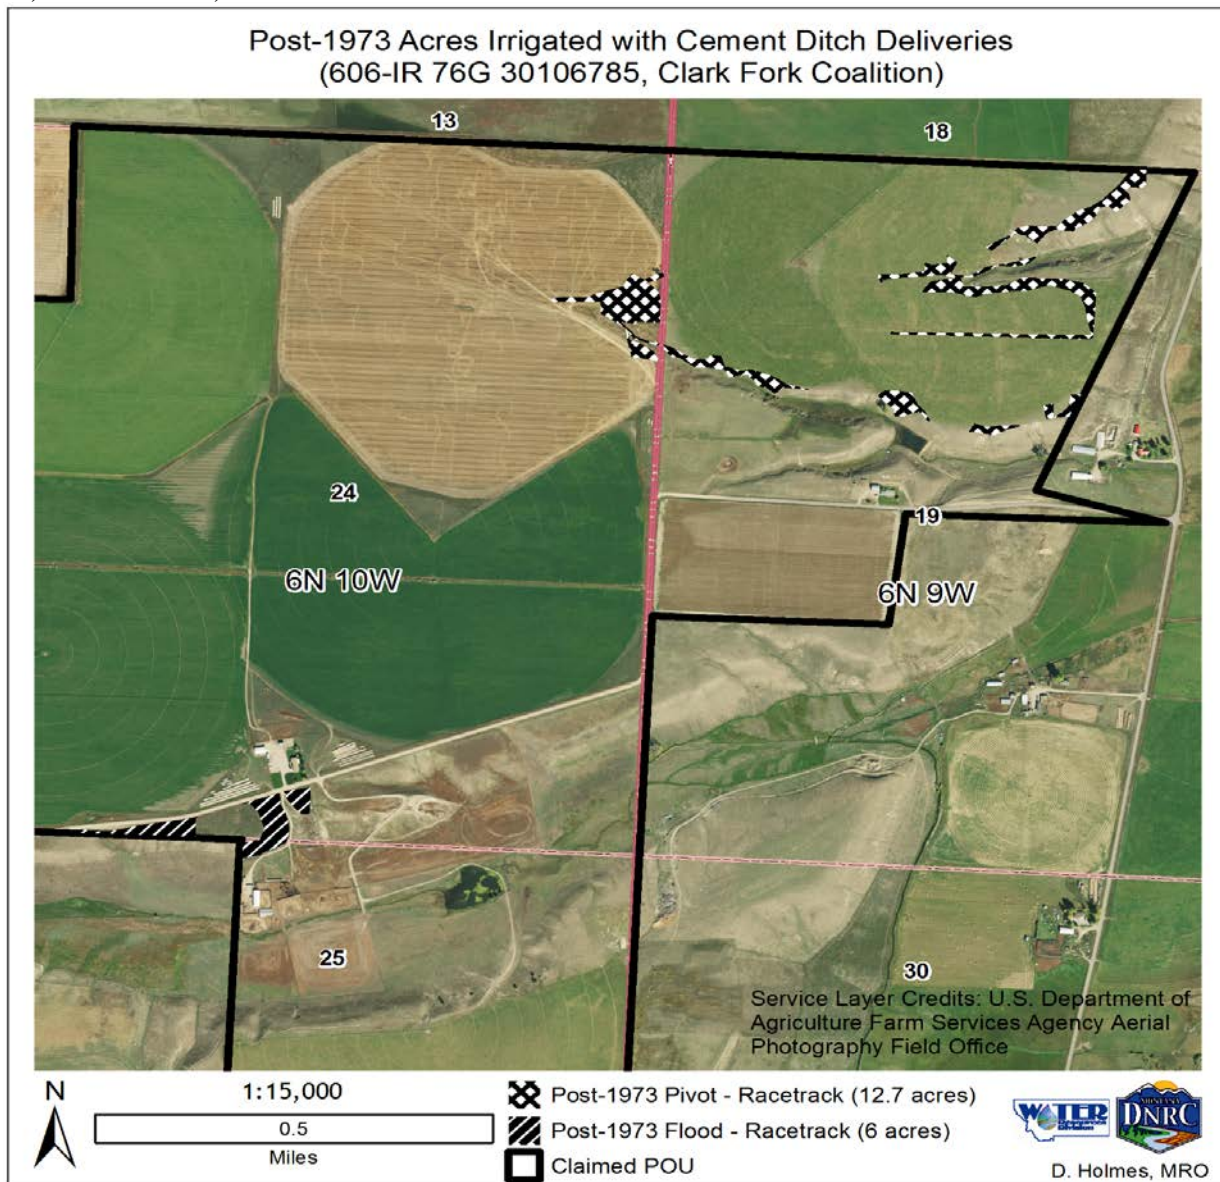 Post-1973 Acres Irrigated with Cement Ditch Deliveries
(606-IR 76G 30106785, Clark Fork Coalition)
13
18
24
19
6N 10W
6N 9W
25
30
Service Layer Credits: U.S. Department of
Agriculture Farm Services Agency Aerial
Photography Field Office
N
1:15,000
0.5
Miles
Post-1973 Pivot - Racetrack (12.7 acres)
Post-1973 Flood - Racetrack (6 acres)
Claimed POU
WATER
MONTANA
DNRC
D. Holmes, MRO